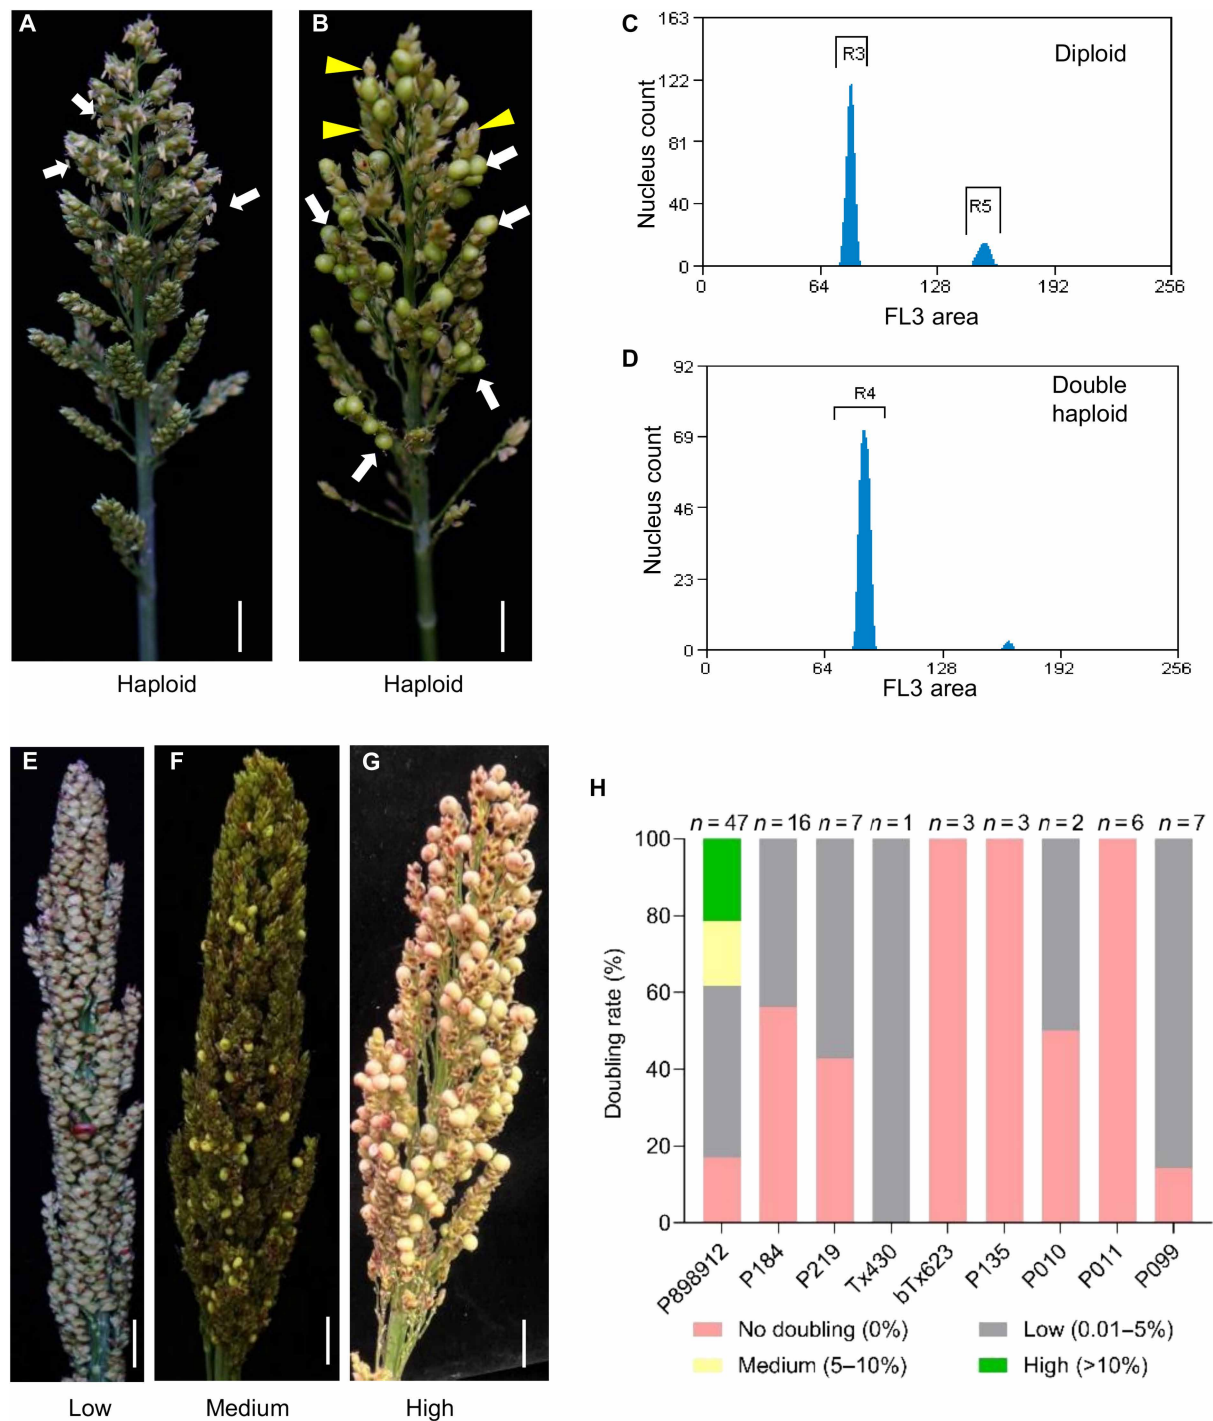 A
B
Haploid
Haploid
C
163
122
81
40
0
Nucleus count
R3
R5
Diploid
0 64 128 192 256
FL3 area
D
92
69
46
23
0
Nucleus count
R4
Double
haploid
0 64 128 192 256
FL3 area
E
F
G
Low
Medium
High
H
n = 47 n = 16 n = 7 n = 1 n = 3 n = 3 n = 2 n = 6 n = 7
100
80
60
40
20
0
Doubling rate (%)
P898912 P184 P219 Tx430 bTx623 P135 P010 P011 P099
No doubling (0%) Low (0.01–5%)
Medium (5–10%) High (>10%)